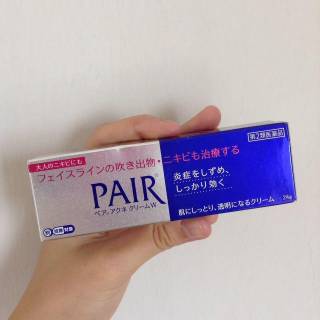 大人のニキビにも
第2類医薬品
フェイスラインの吹き出物・ニキビも治療する
PAIR®
ペア®アクネクリームW
炎症をしずめ、
しっかり効く
肌にしっとり、透明になるクリーム
24g